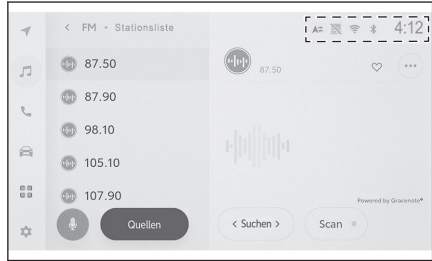 < FM • Stationsliste
A= 4:12
87.50
87.50
87.90
98.10
105.10
107.90
Powered by Gracenote®
Quellen
< Suchen >
Scan